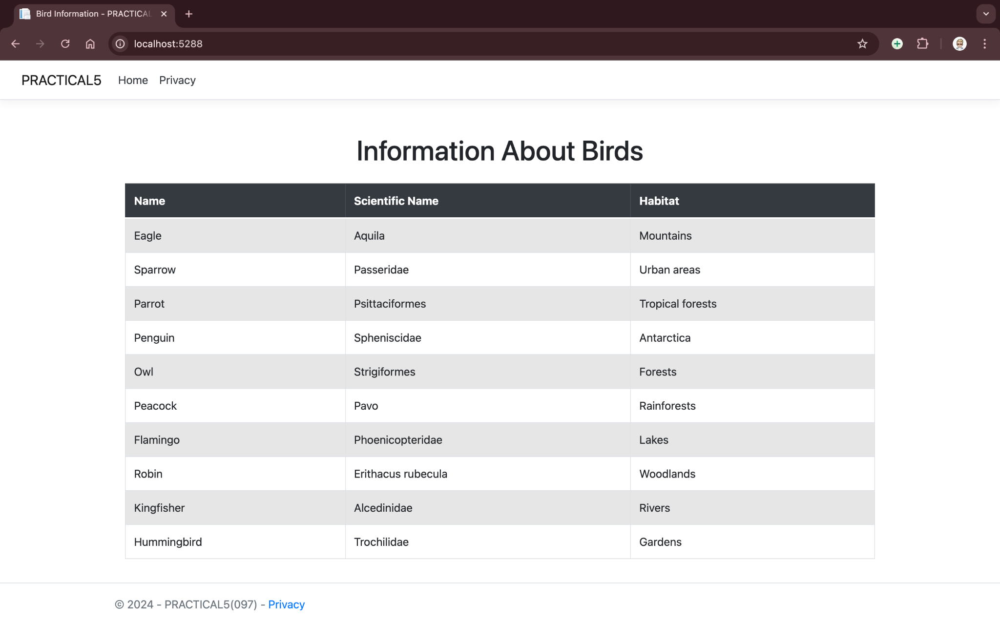 Bird Information - PRACTICAL
localhost:5288
PRACTICAL5 Home Privacy
Information About Birds
Name Scientific Name Habitat
Eagle Aquila Mountains
Sparrow Passeridae Urban areas
Parrot Psittaciformes Tropical forests
Penguin Spheniscidae Antarctica
Owl Strigiformes Forests
Peacock Pavo Rainforests
Flamingo Phoenicopteridae Lakes
Robin Erithacus rubecula Woodlands
Kingfisher Alcedinidae Rivers
Hummingbird Trochilidae Gardens
© 2024 - PRACTICAL5(097) - Privacy